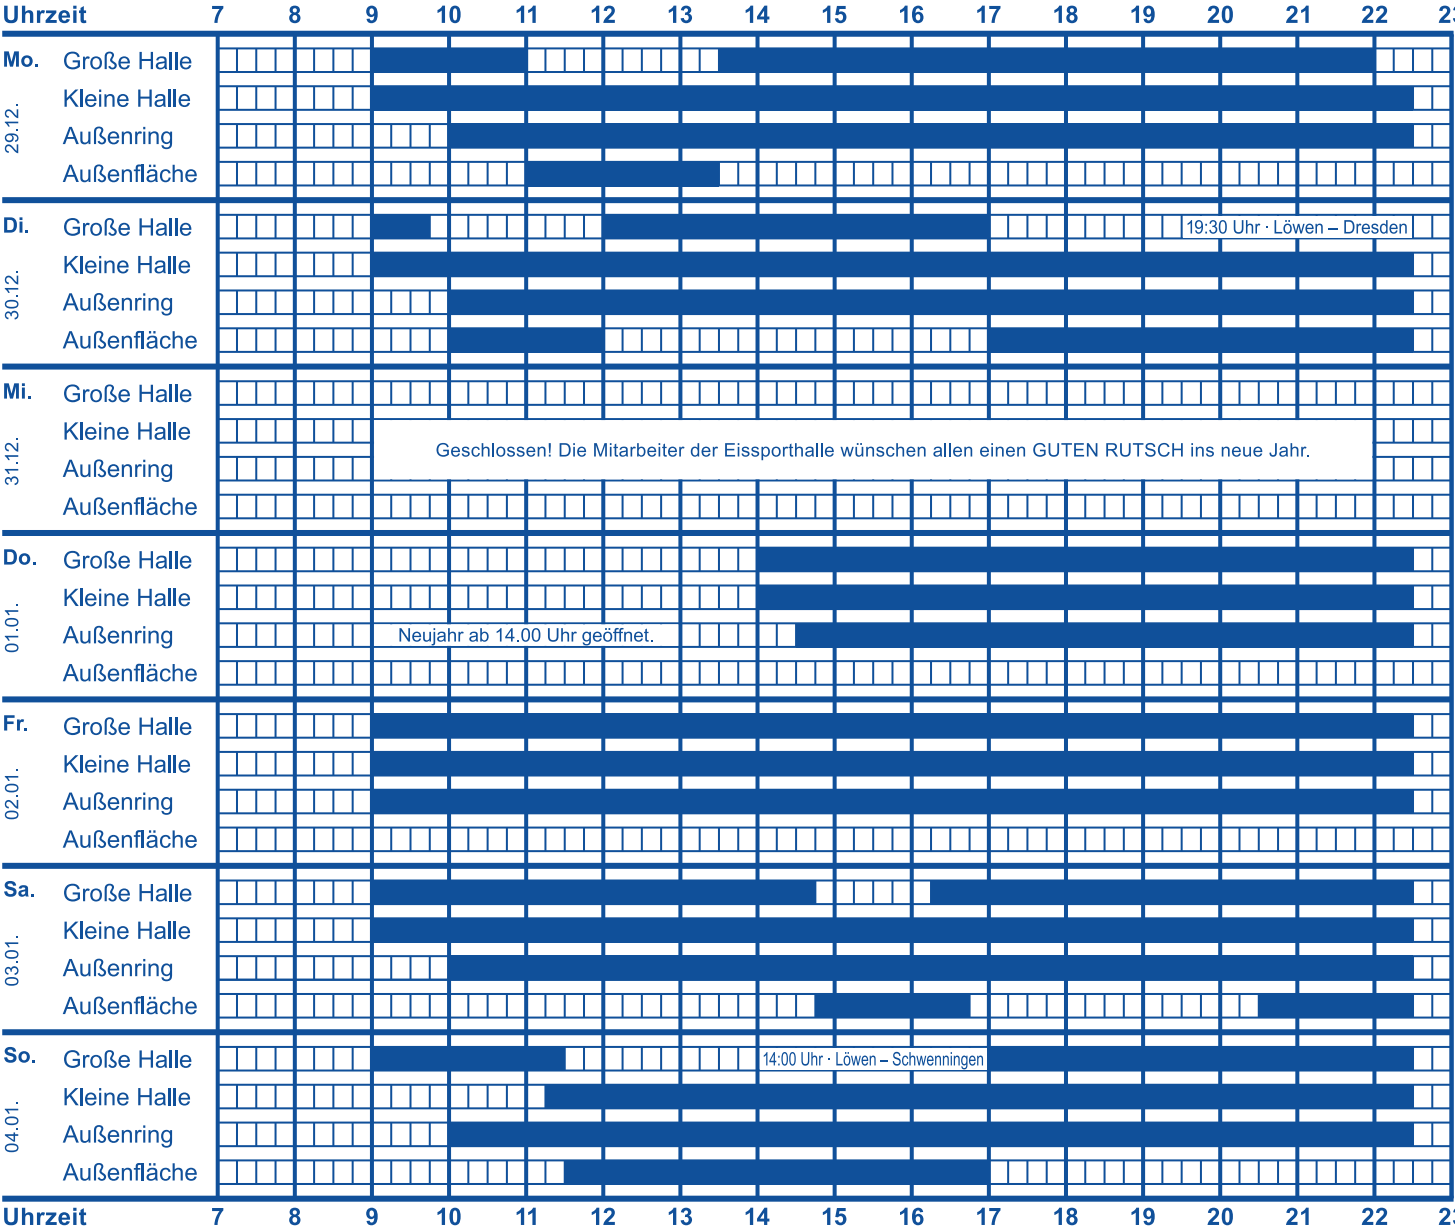 Uhrzeit 7 8 9 10 11 12 13 14 15 16 17 18 19 20 21 22 23
Mo. Große Halle
29.12.
Kleine Halle
Außenring
Außenfläche
Di. Große Halle 19:30 Uhr · Löwen – Dresden
30.12.
Kleine Halle
Außenring
Außenfläche
Mi. Große Halle
31.12.
Kleine Halle
Geschlossen! Die Mitarbeiter der Eissporthalle wünschen allen einen GUTEN RUTSCH ins neue Jahr.
Außenring
Außenfläche
Do. Große Halle
01.01.
Kleine Halle
Außenring Neujahr ab 14.00 Uhr geöffnet.
Außenfläche
Fr. Große Halle
02.01.
Kleine Halle
Außenring
Außenfläche
Sa. Große Halle
03.01.
Kleine Halle
Außenring
Außenfläche
So. Große Halle 14:00 Uhr · Löwen – Schwenningen
04.01.
Kleine Halle
Außenring
Außenfläche
Uhrzeit 7 8 9 10 11 12 13 14 15 16 17 18 19 20 21 22 23